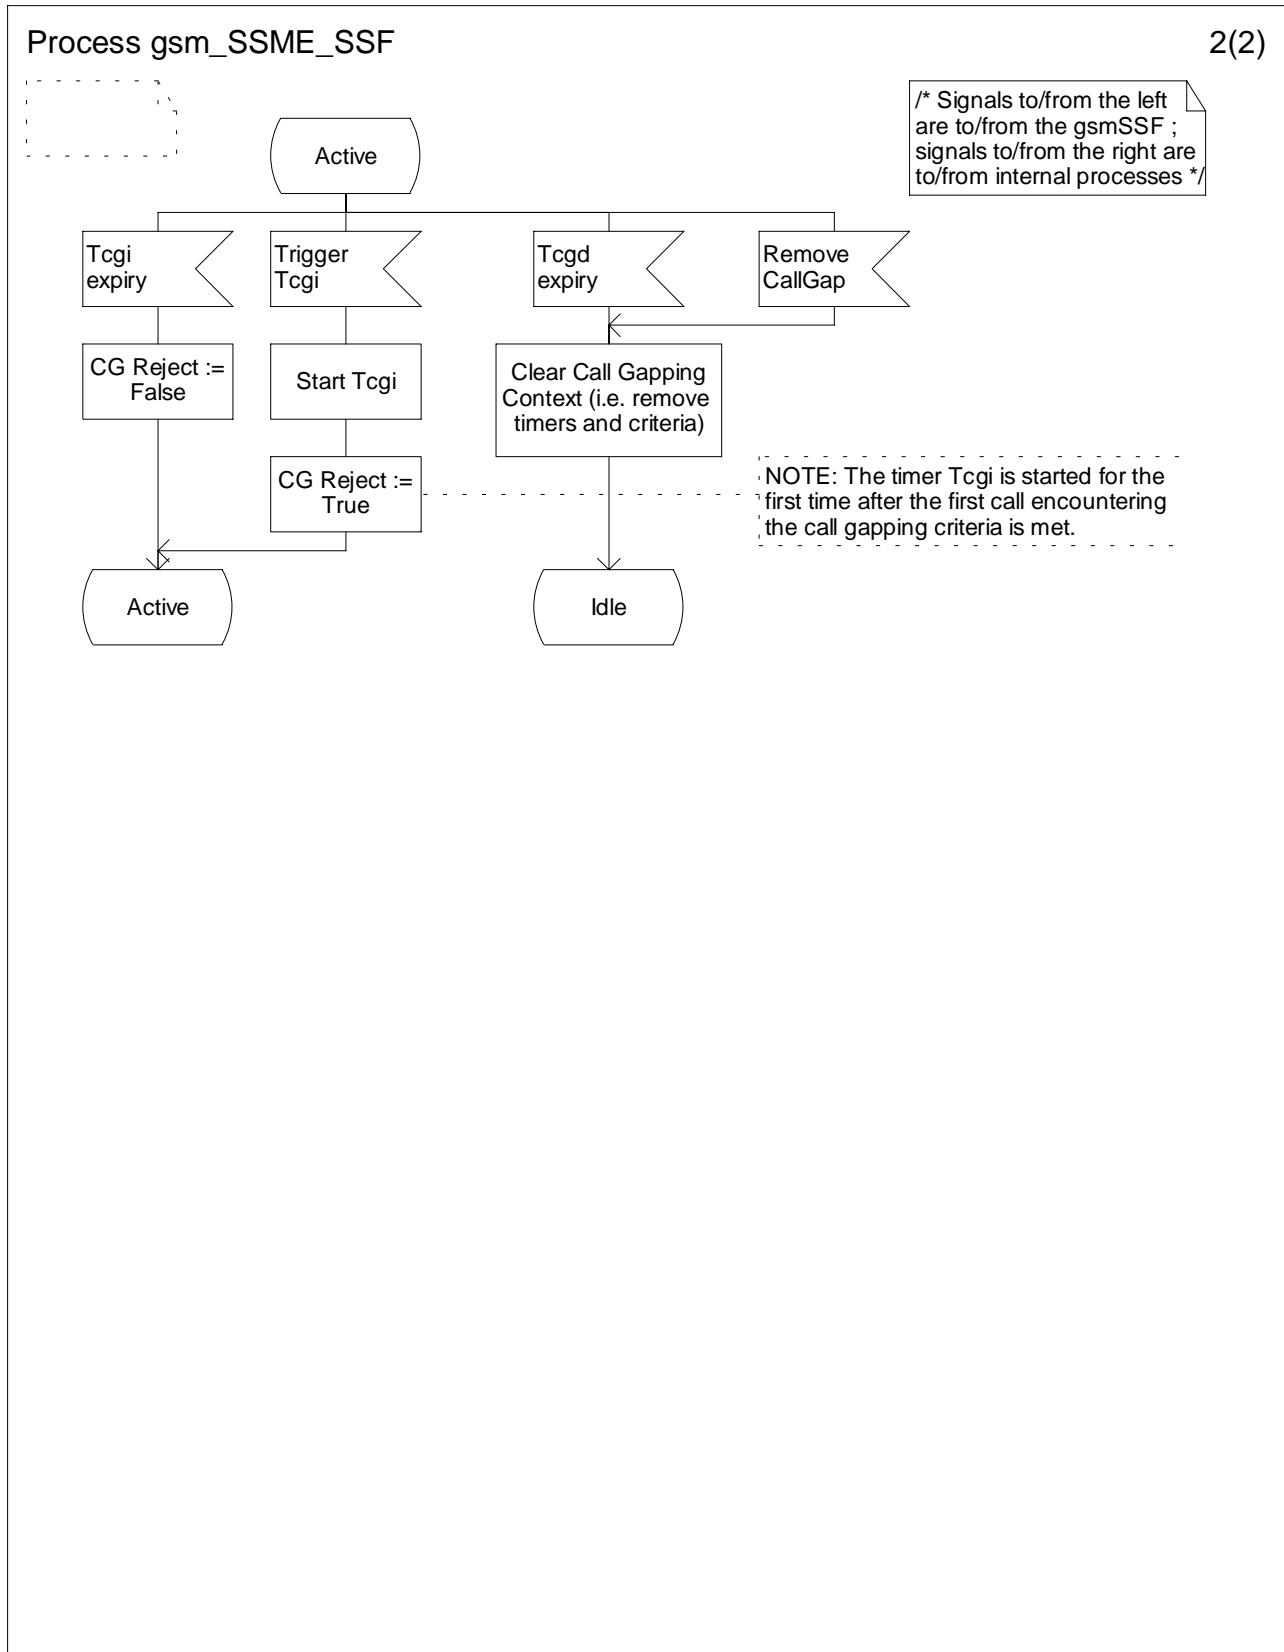 Process gsm_SSME_SSF
2(2)
/* Signals to/from the left
are to/from the gsmSSF ;
signals to/from the right are
to/from internal processes */
Active
Tcgi
expiry
Trigger
Tcgi
Tcgd
expiry
Remove
CallGap
CG Reject :=
False
Start Tcgi
Clear Call Gapping
Context (i.e. remove
timers and criteria)
CG Reject :=
True
NOTE: The timer Tcgi is started for the
first time after the first call encountering
the call gapping criteria is met.
Active
Idle